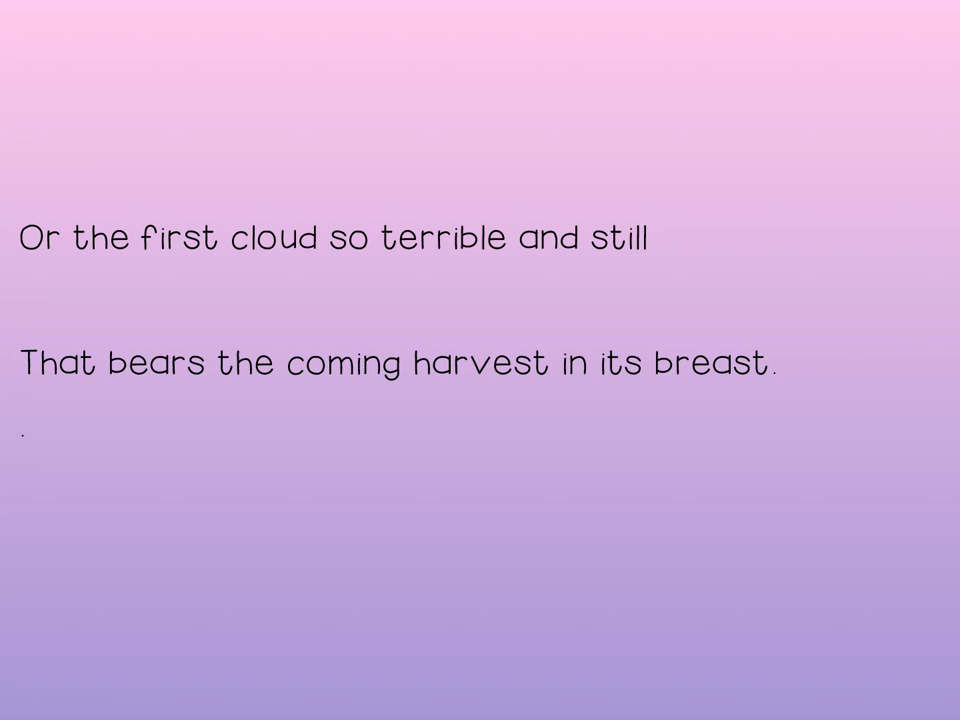 Or the first cloud so terrible and still
That bears the coming harvest in its breast.
.